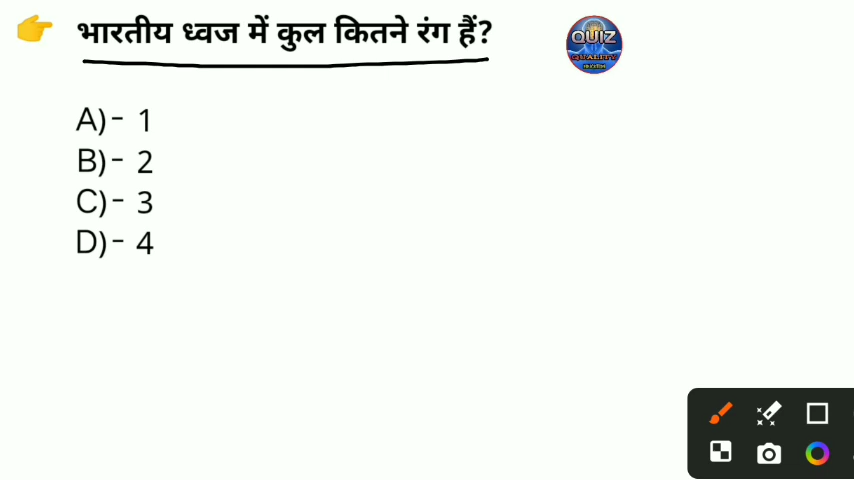 भारतीय ध्वज में कुल कितने रंग हैं?
QUIZ
QUALITY
A)- 1
B)- 2
C)- 3
D)- 4